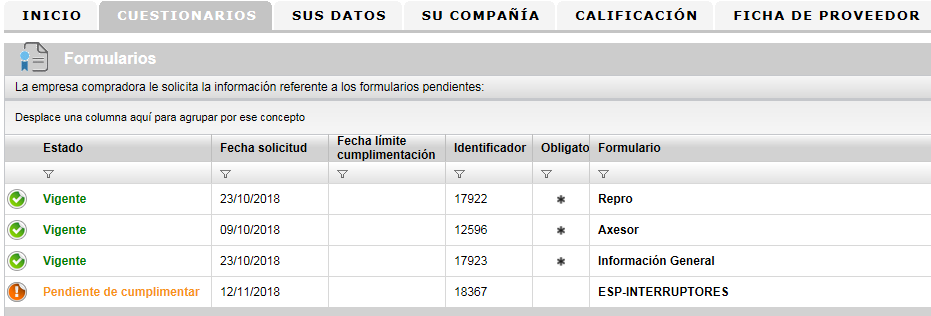 INICIO CUESTIONARIOS SUS DATOS SU COMPAÑÍA CALIFICACIÓN FICHA DE PROVEEDOR
Formularios
La empresa compradora le solicita la información referente a los formularios pendientes:
Desplace una columna aquí para agrupar por ese concepto
Estado Fecha solicitud Fecha límite cumplimentación Identificador Obligato Formulario
Vigente 23/10/2018 17922 * Repro
Vigente 09/10/2018 12596 * Axesor
Vigente 23/10/2018 17923 * Información General
Pendiente de cumplimentar 12/11/2018 18367 ESP-INTERRUPTORES